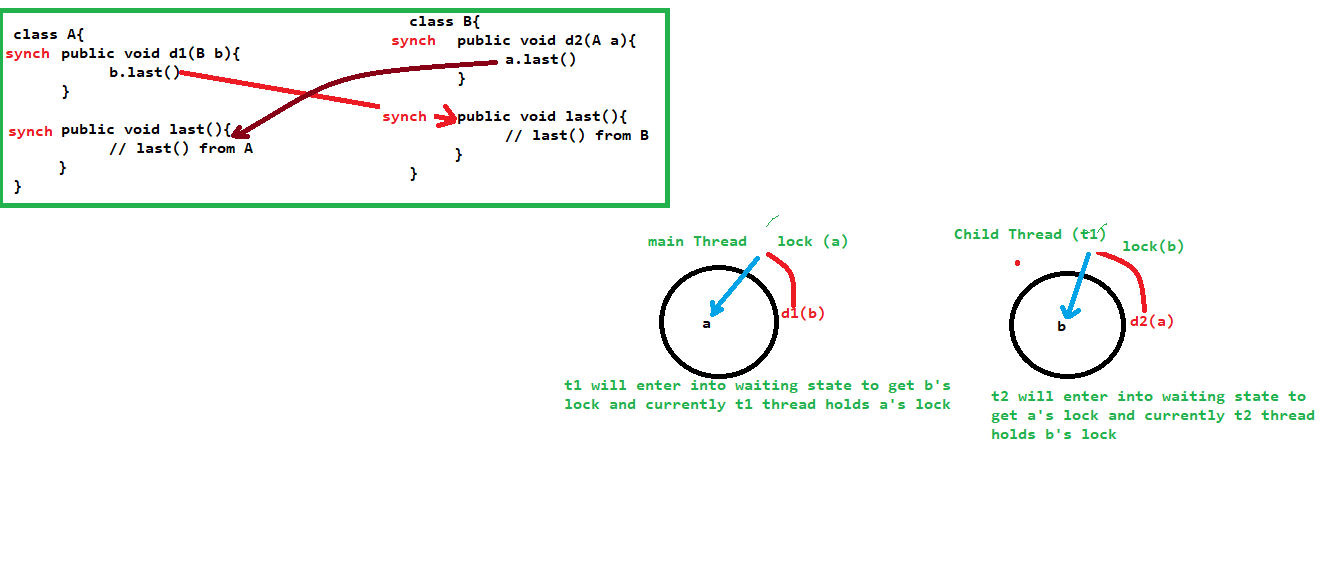 class A{
synch public void d1(B b){
b.last()
}
synch public void last(){
// last() from A
}
}
class B{
synch public void d2(A a){
a.last()
}
synch public void last(){
// last() from B
}
}
main Thread lock (a)
a
d1(b)
t1 will enter into waiting state to get b's
lock and currently t1 thread holds a's lock
Child Thread (t1)
lock(b)
b
d2(a)
t2 will enter into waiting state to
get a's lock and currently t2 thread
holds b's lock